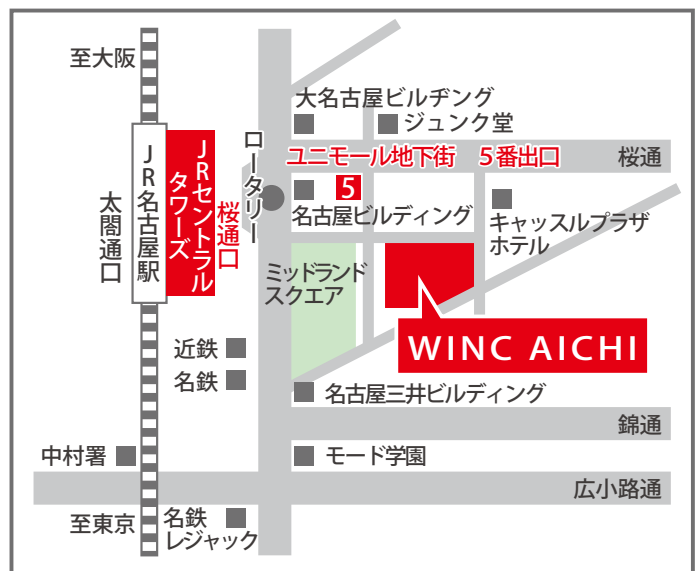 至大阪
大名古屋ビルヂング
ジュンク堂
ロータリー
ユニモール地下街 5番出口
桜通
JR名古屋駅
JRセントラル
タワーズ
桜通口
太閤通口
5
名古屋ビルディング
キャッスルプラザ
ホテル
ミッドランド
スクエア
WINC AICHI
近鉄
名鉄
名古屋三井ビルディング
錦通
中村署
モード学園
広小路通
至東京
名鉄
レジャック